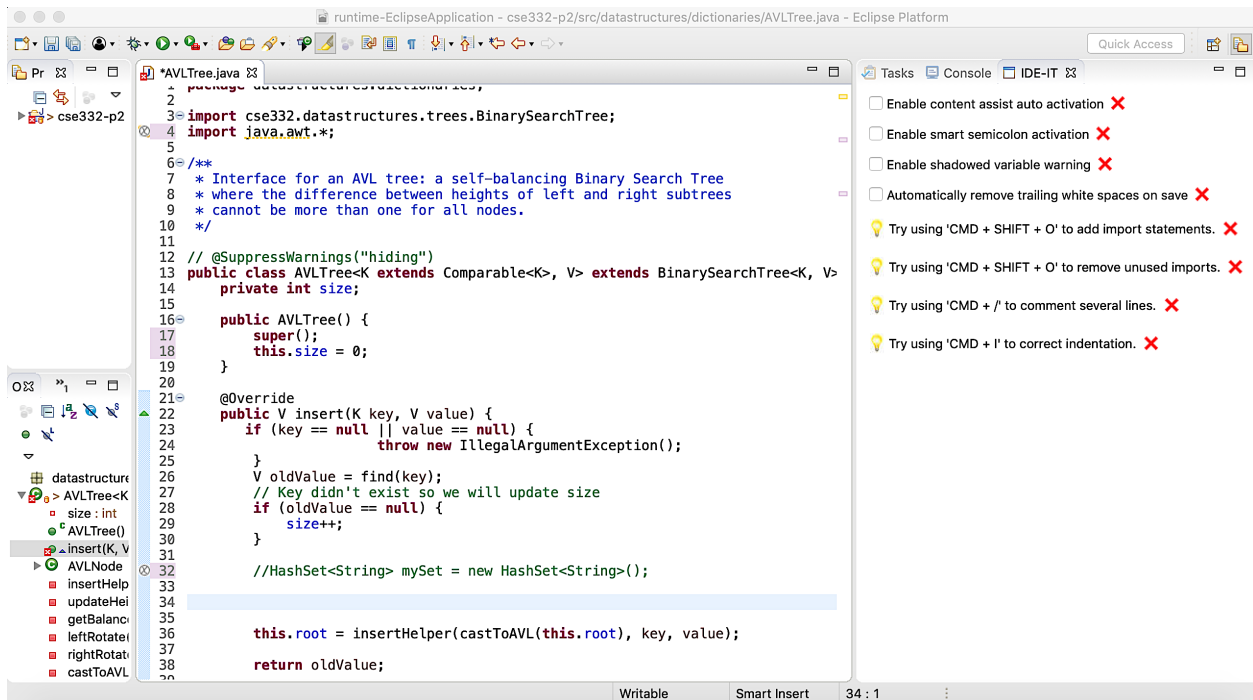 runtime-EclipseApplication - cse332-p2/src/datastructures/dictionaries/AVLTree.java - Eclipse Platform
Quick Access
Pr
> cse332-p2
*AVLTree.java
1 package datastructures.dictionaries;
2
3 import cse332.datastructures.trees.BinarySearchTree;
4 import java.awt.*;
5
6 /**
7 * Interface for an AVL tree: a self-balancing Binary Search Tree
8 * where the difference between heights of left and right subtrees
9 * cannot be more than one for all nodes.
10 */
11
12 // @SuppressWarnings("hiding")
13 public class AVLTree<K extends Comparable<K>, V> extends BinarySearchTree<K, V>
14 private int size;
15
16 public AVLTree() {
17 super();
18 this.size = 0;
19 }
20
21 @Override
22 public V insert(K key, V value) {
23 if (key == null || value == null) {
24 throw new IllegalArgumentException();
25 }
26 V oldValue = find(key);
27 // Key didn't exist so we will update size
28 if (oldValue == null) {
29 size++;
30 }
31
32 //HashSet<String> mySet = new HashSet<String>();
33
34
35
36 this.root = insertHelper(castToAVL(this.root), key, value);
37
38 return oldValue;
39
O
»1
datastructure
> AVLTree<K
size : int
AVLTree()
insert(K, V
AVLNode
insertHelp
updateHei
getBalanc
leftRotate(
rightRotat
castToAVL
Tasks
Console
IDE-IT
Enable content assist auto activation
Enable smart semicolon activation
Enable shadowed variable warning
Automatically remove trailing white spaces on save
Try using 'CMD + SHIFT + O' to add import statements.
Try using 'CMD + SHIFT + O' to remove unused imports.
Try using 'CMD + /' to comment several lines.
Try using 'CMD + I' to correct indentation.
Writable
Smart Insert
34 : 1